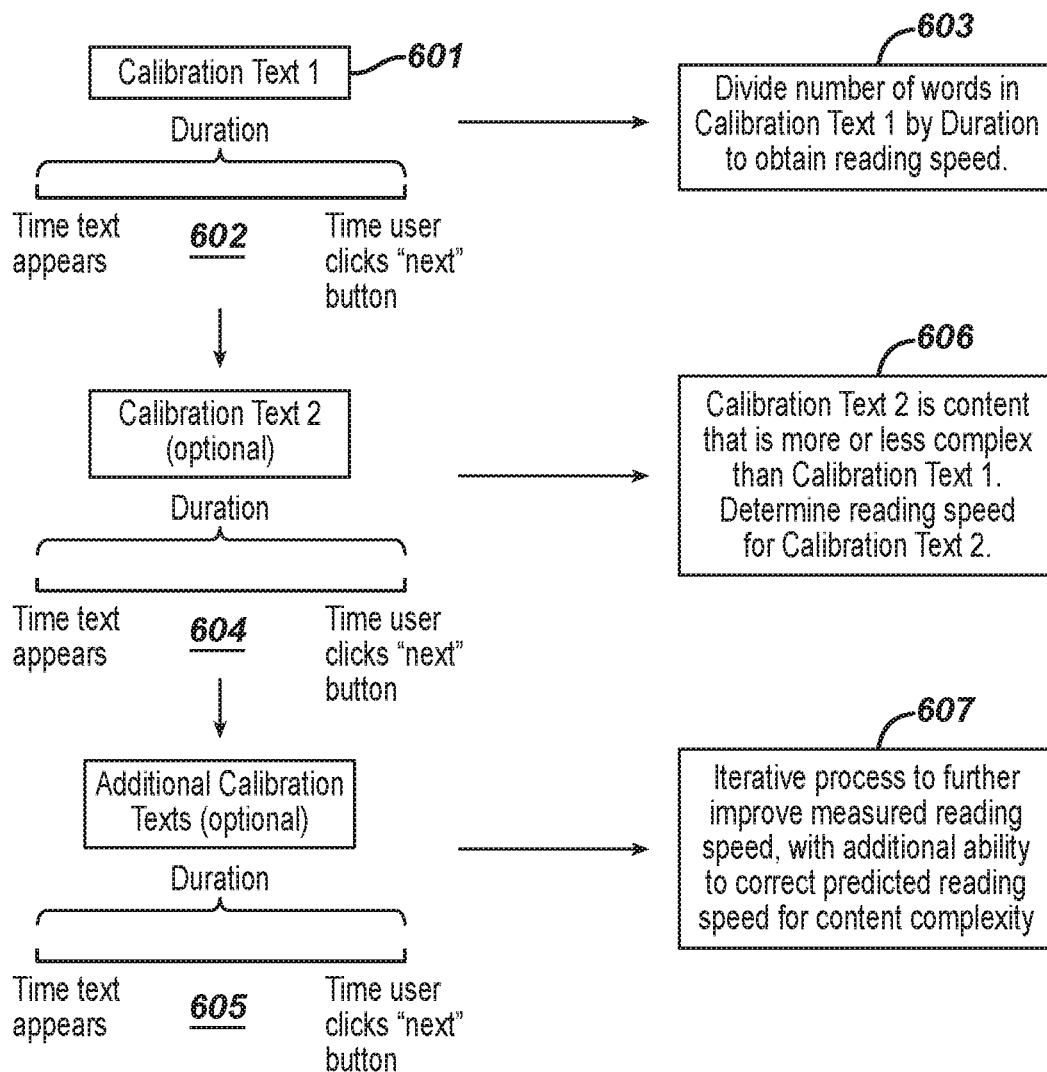 Calibration Text 1
601
Duration
Time text
appears
602
Time user
clicks "next"
button
603
Divide number of words in
Calibration Text 1 by Duration
to obtain reading speed.
Calibration Text 2
(optional)
Duration
Time text
appears
604
Time user
clicks "next"
button
606
Calibration Text 2 is content
that is more or less complex
than Calibration Text 1.
Determine reading speed
for Calibration Text 2.
Additional Calibration
Texts (optional)
Duration
Time text
appears
605
Time user
clicks "next"
button
607
Iterative process to further
improve measured reading
speed, with additional ability
to correct predicted reading
speed for content complexity